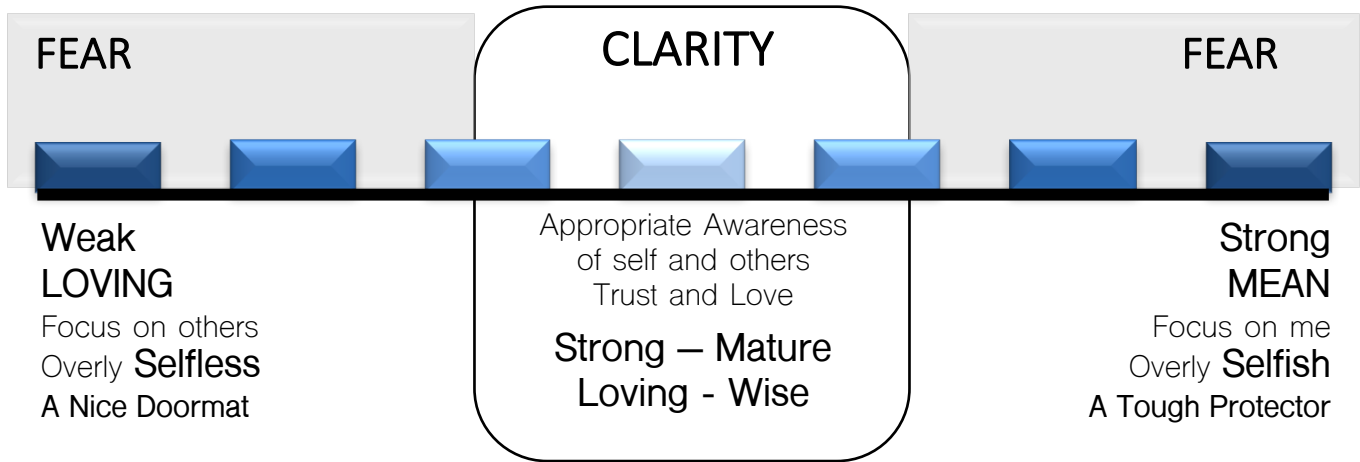 FEAR
CLARITY
FEAR
Weak
LOVING
Focus on others
Overly Selfless
A Nice Doormat
Appropriate Awareness
of self and others
Trust and Love
Strong – Mature
Loving - Wise
Strong
MEAN
Focus on me
Overly Selfish
A Tough Protector